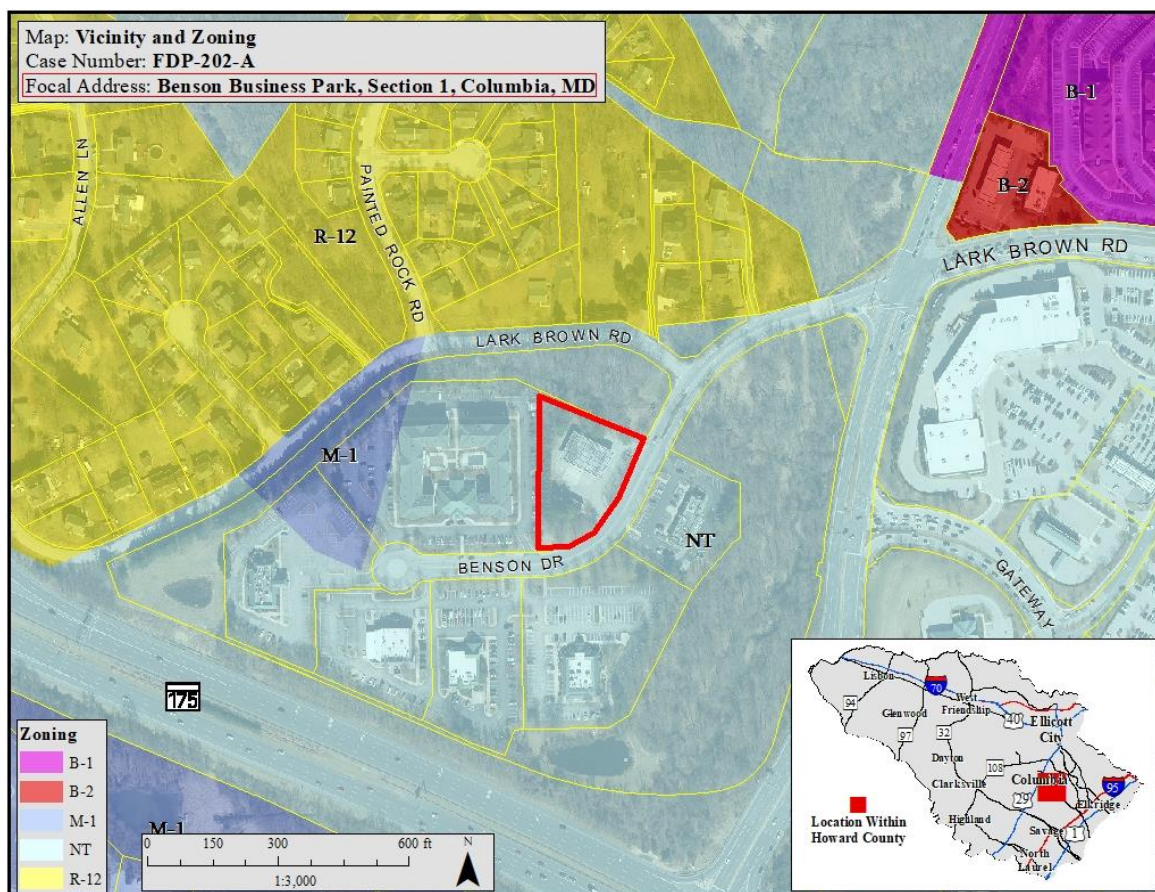 Map: Vicinity and Zoning
Case Number: FDP-202-A
Focal Address: Benson Business Park, Section 1, Columbia, MD
B-1
ALLEN LN
PAINTED ROCK RD
R-12
B-2
LARK BROWN RD
LARK BROWN RD
M-1
NT
BENSON DR
GATEWAY
175
Zoning
B-1
B-2
M-1
NT
R-12
M-1
0 150 300 600 ft
1:3,000
N
Lisbon
70
West
Friendship
94
Glenwood
40
Ellicott
City
97
32
Dayton
108
Clarksville
Columbia
29
95
Elkridge
Highland
Savage
1
North
Laurel
Location Within
Howard County